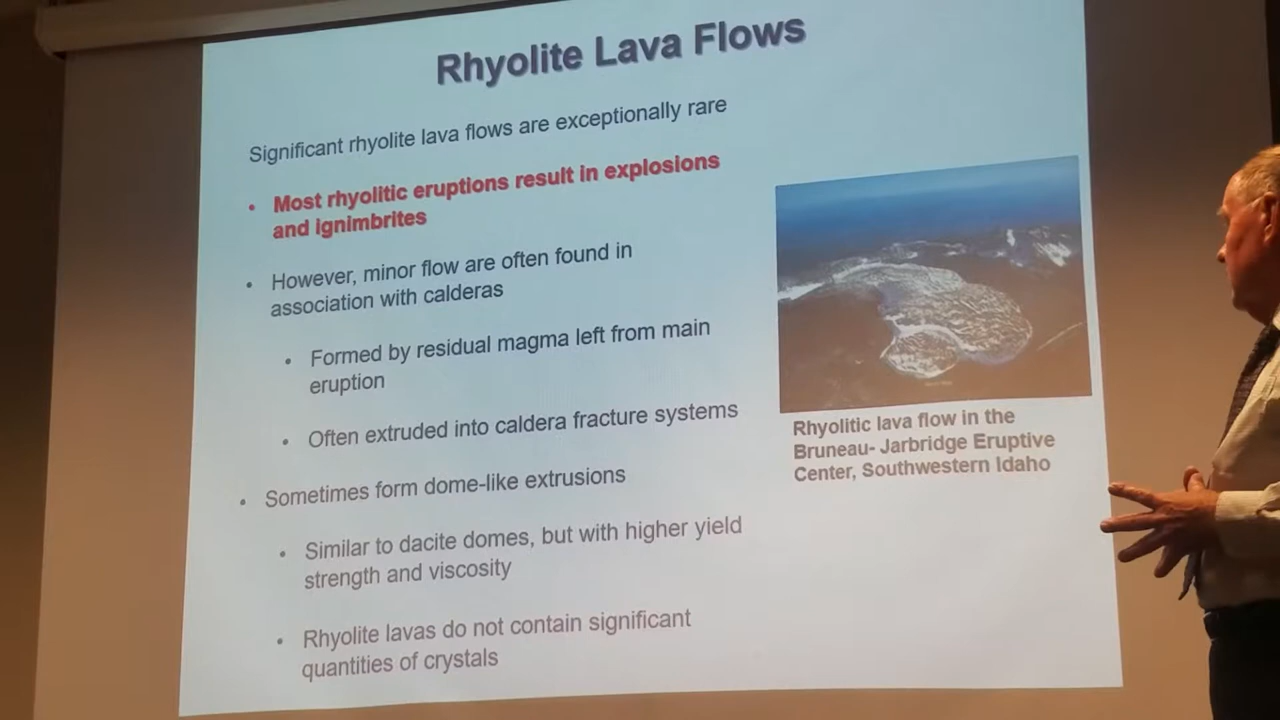 Rhyolite Lava Flows
Significant rhyolite lava flows are exceptionally rare
• Most rhyolitic eruptions result in explosions
and ignimbrites
• However, minor flow are often found in
association with calderas
• Formed by residual magma left from main
eruption
• Often extruded into caldera fracture systems
• Sometimes form dome-like extrusions
• Similar to dacite domes, but with higher yield
strength and viscosity
• Rhyolite lavas do not contain significant
quantities of crystals
Rhyolitic lava flow in the
Bruneau- Jarbridge Eruptive
Center, Southwestern Idaho